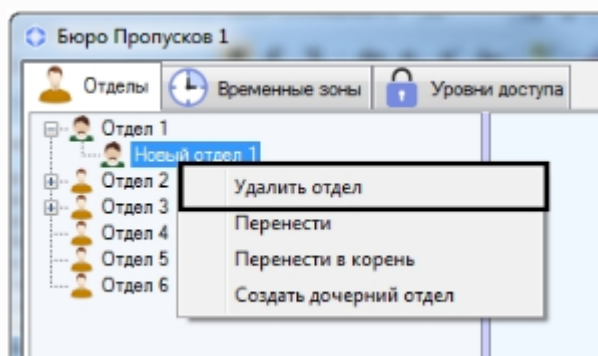 Бюро Пропусков 1
Отделы
Временные зоны
Уровни доступа
Отдел 1
Новый отдел 1
Отдел 2
Отдел 3
Отдел 4
Отдел 5
Отдел 6
Удалить отдел
Перенести
Перенести в корень
Создать дочерний отдел